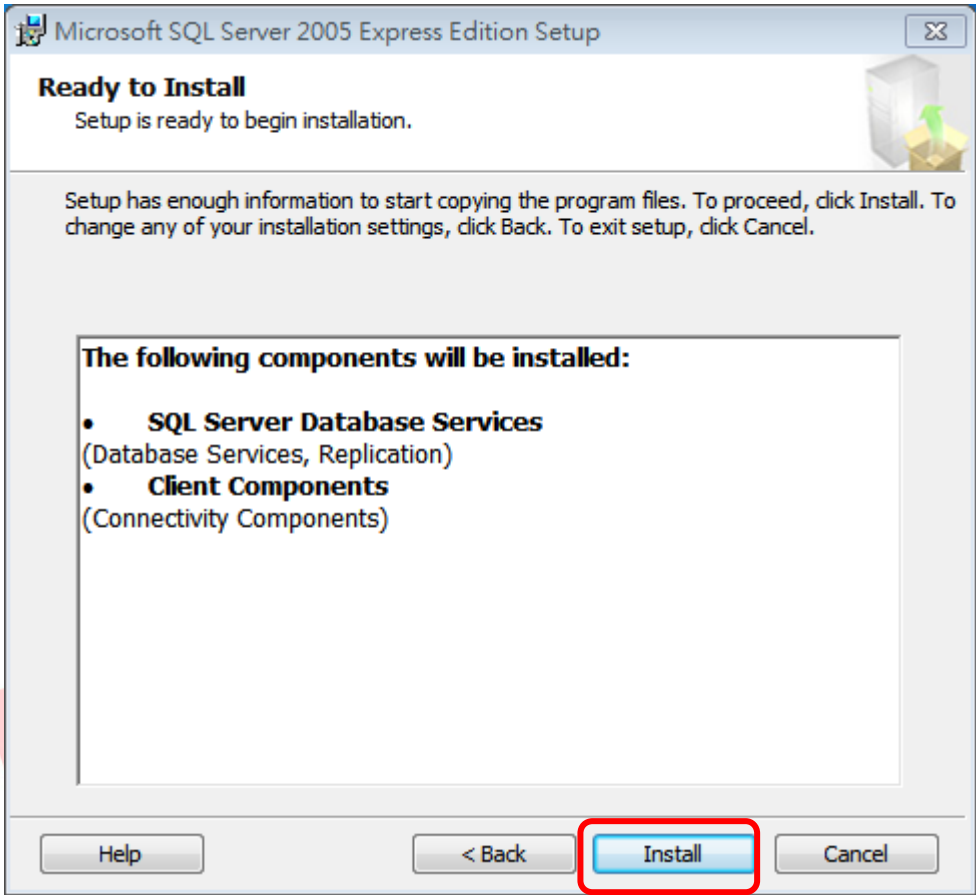 Microsoft SQL Server 2005 Express Edition Setup
Ready to Install
Setup is ready to begin installation.
Setup has enough information to start copying the program files. To proceed, click Install. To
change any of your installation settings, click Back. To exit setup, click Cancel.
The following components will be installed:
• SQL Server Database Services
(Database Services, Replication)
• Client Components
(Connectivity Components)
Help
< Back
Install
Cancel